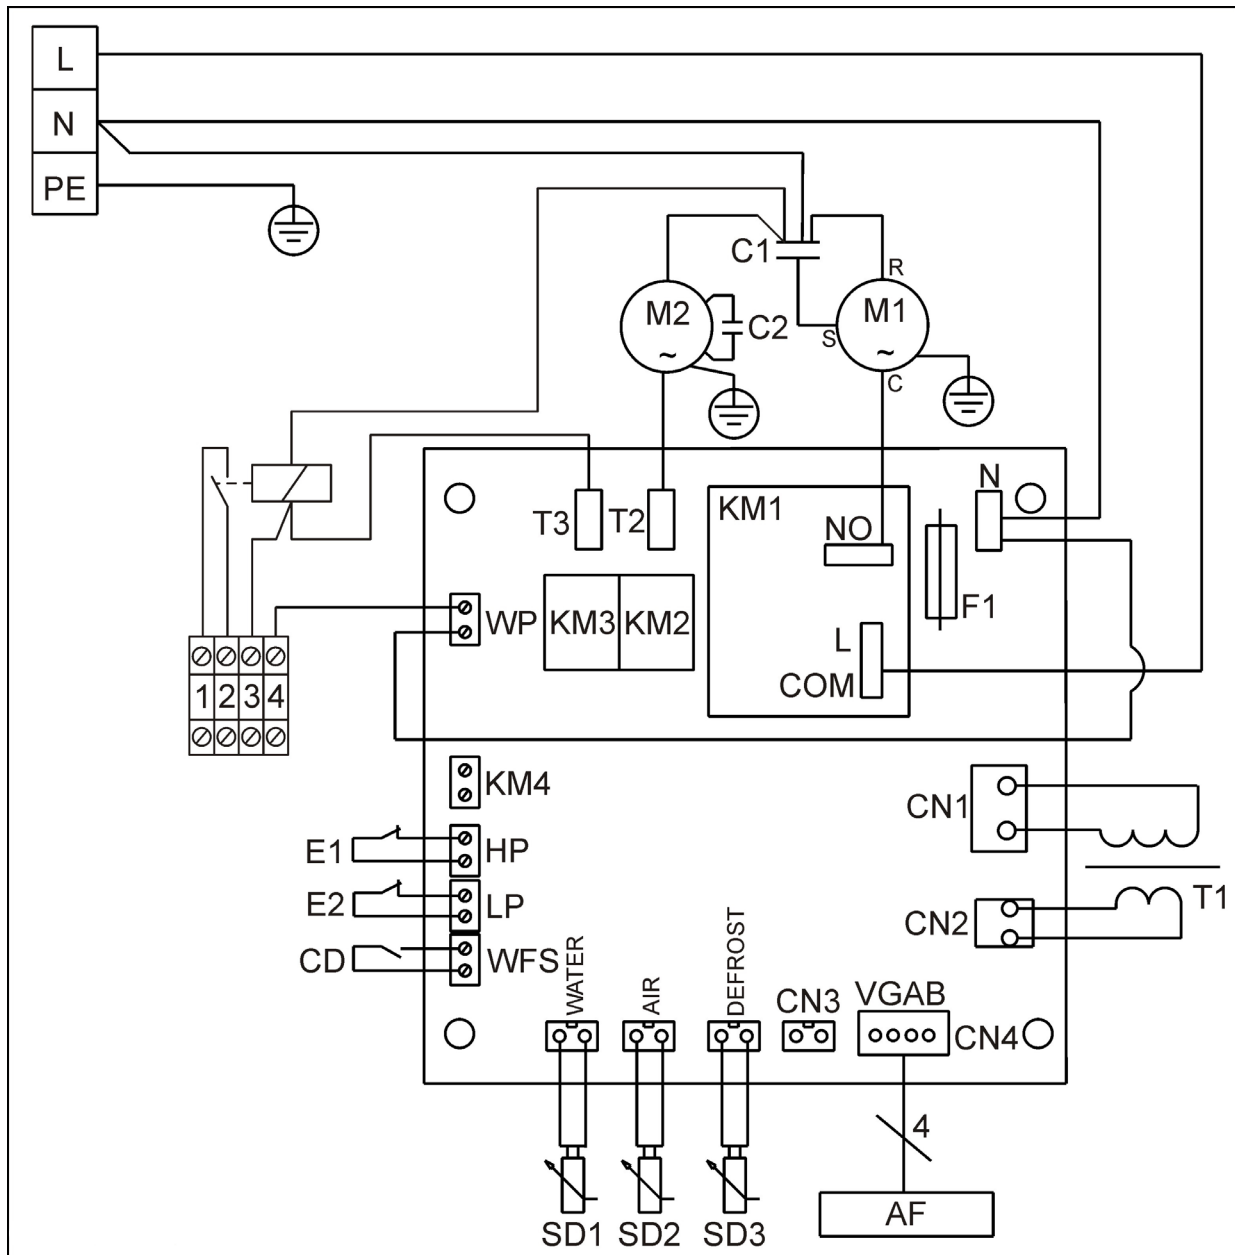 L
N
PE
C1
R
M2
~
C2
M1
~
S
C
N
T3 T2
KM1
NO
F1
WP
KM3 KM2
L
COM
1 2 3 4
KM4
CN1
E1
HP
E2
LP
CN2
T1
CD
WFS
WATER
AIR
DEFROST
CN3
VGAB
CN4
4
SD1 SD2 SD3
AF